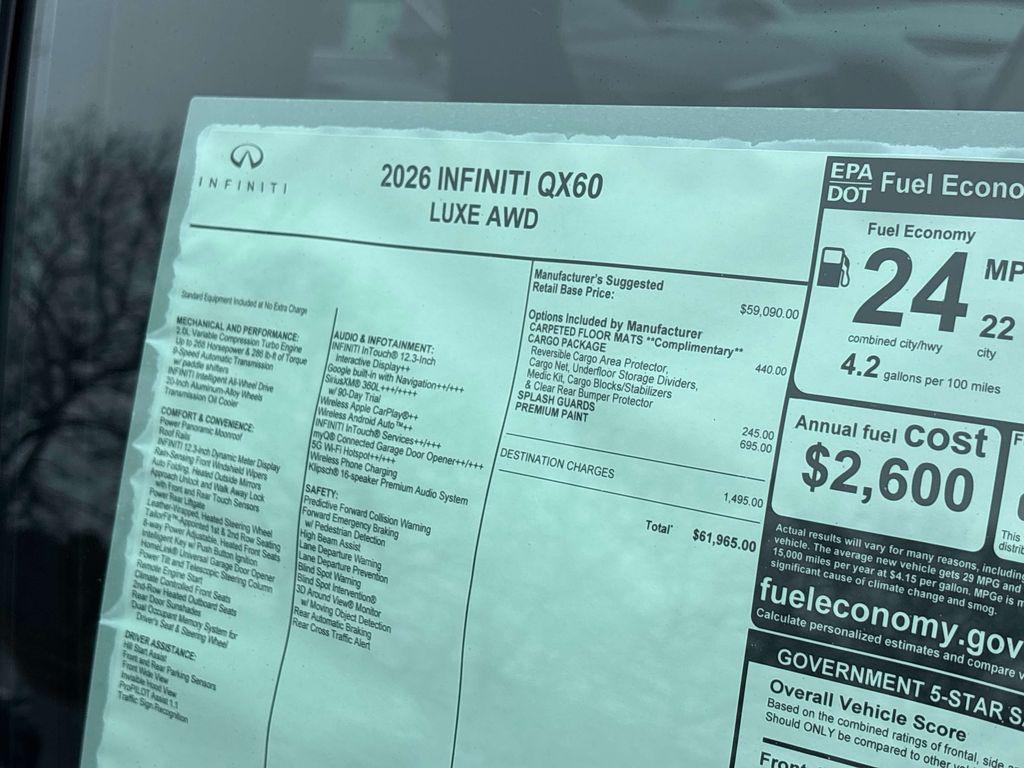 INFINITI
2026 INFINITI QX60
LUXE AWD
Standard Equipment Included at No Extra Charge
MECHANICAL AND PERFORMANCE:
2.0L Variable Compression Turbo Engine
Up to 268 Horsepower & 286 lb-ft of Torque
9-Speed Automatic Transmission
w/ paddle shifters
INFINITI Intelligent All-Wheel Drive
20-Inch Aluminum-Alloy Wheels
Transmission Oil Cooler
COMFORT & CONVENIENCE:
Power Panoramic Moonroof
Roof Rails
INFINITI 12.3-inch Dynamic Meter Display
Rain-Sensing Front Windshield Wipers
Auto Folding, Heated Outside Mirrors
Approach Unlock and Walk Away Lock
with Front and Rear Touch Sensors
Power Rear Liftgate
Leather-Wrapped, Heated Steering Wheel
TailorFit™ Appointed 1st & 2nd Row Seating
8-way Power Adjustable, Heated Front Seats
Intelligent Key w/ Push Button Ignition
HomeLink® Universal Garage Door Opener
Power Tilt and Telescopic Steering Column
Remote Engine Start
Climate Controlled Front Seats
2nd-Row Heated Outboard Seats
Rear Door Sunshades
Dual Occupant Memory System for
Driver's Seat & Steering Wheel
DRIVER ASSISTANCE:
Hill Start Assist
Front and Rear Parking Sensors
Front Wide View
Invisible Hood View
ProPILOT Assist 1.1
Traffic Sign Recognition
AUDIO & INFOTAINMENT:
INFINITI InTouch® 12.3-Inch
Interactive Display++
Google built-in with Navigation++/+++
SiriusXM® 360L+++/++++
w/ 90-Day Trial
Wireless Apple CarPlay®++
Wireless Android Auto™++
INFINITI InTouch® Services++/+++
myQ® Connected Garage Door Opener++/+++
5G Wi-Fi Hotspot++/+++
Wireless Phone Charging
Klipsch® 16-speaker Premium Audio System
SAFETY:
Predictive Forward Collision Warning
Forward Emergency Braking
w/ Pedestrian Detection
High Beam Assist
Lane Departure Warning
Lane Departure Prevention
Blind Spot Warning
Blind Spot Intervention®
3D Around View® Monitor
w/ Moving Object Detection
Rear Automatic Braking
Rear Cross Traffic Alert
Manufacturer's Suggested
Retail Base Price: $59,090.00
Options Included by Manufacturer
CARPETED FLOOR MATS **Complimentary**
CARGO PACKAGE 440.00
Reversible Cargo Area Protector,
Cargo Net, Underfloor Storage Dividers,
Medic Kit, Cargo Blocks/Stabilizers
& Clear Rear Bumper Protector
SPLASH GUARDS 245.00
PREMIUM PAINT 695.00
DESTINATION CHARGES 1,495.00
Total* $61,965.00
EPA
DOT Fuel Econo
Fuel Economy
24 MP
22
combined city/hwy city
4.2 gallons per 100 miles
Annual fuel cost
$2,600
F
This
distrib
Actual results will vary for many reasons, including
vehicle. The average new vehicle gets 29 MPG and
15,000 miles per year at $4.15 per gallon. MPGe is m
significant cause of climate change and smog.
fueleconomy.gov
Calculate personalized estimates and compare v
GOVERNMENT 5-STAR SA
Overall Vehicle Score
Based on the combined ratings of frontal, side a
Should ONLY be compared to other veh
Front